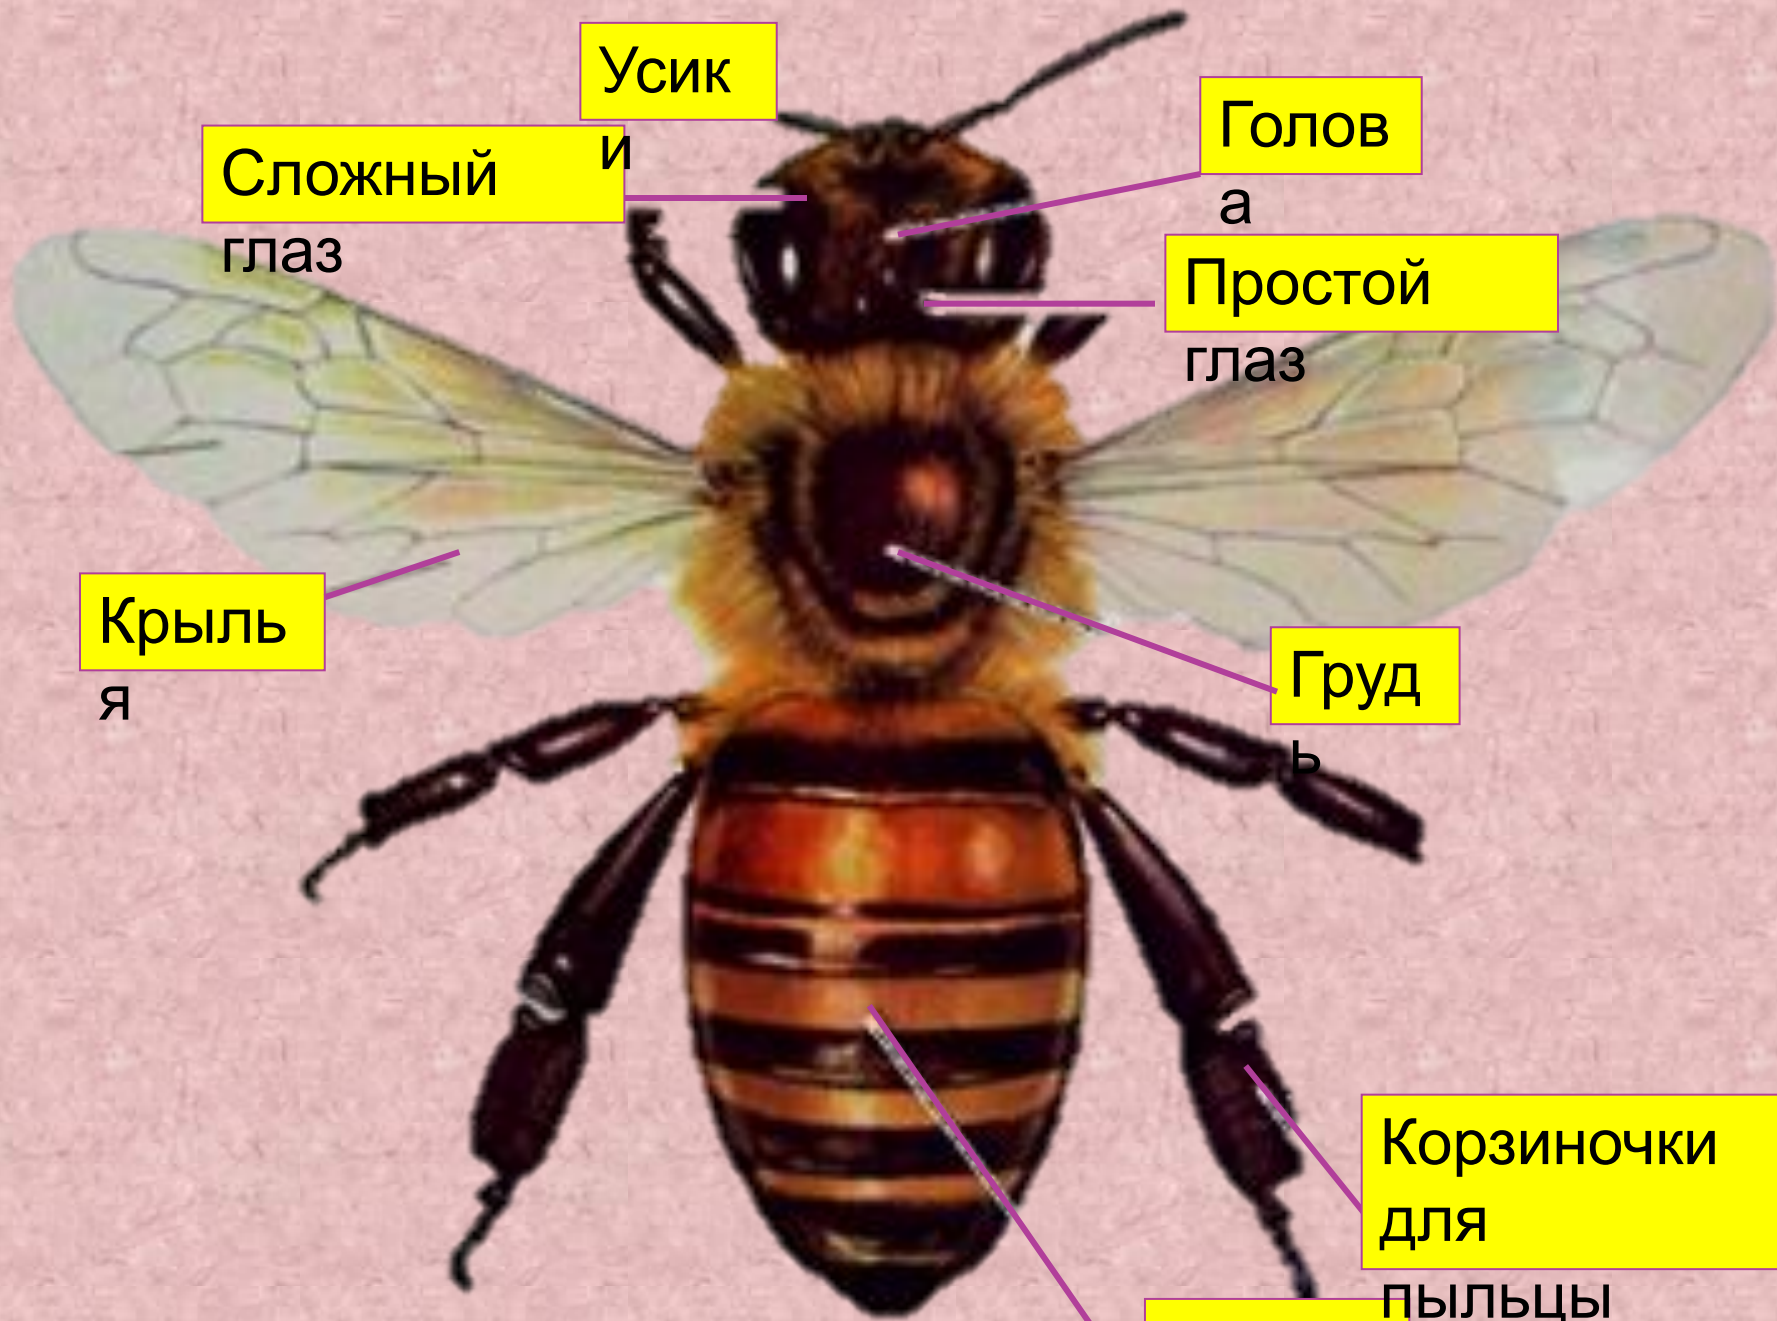 Усик
и
Сложный
глаз
Голов
а
Простой
глаз
Крыль
я
Груд
ь
Корзиночки
для
пыльцы